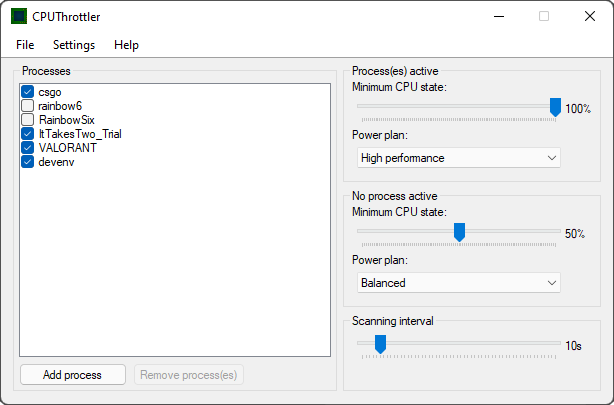 CPUThrottler
File Settings Help
Processes
csgo
rainbow6
RainbowSix
ItTakesTwo_Trial
VALORANT
devenv
Add process
Remove process(es)
Process(es) active
Minimum CPU state:
100%
Power plan:
High perfomance
No process active
Minimum CPU state:
50%
Power plan:
Balanced
Scanning interval
10s